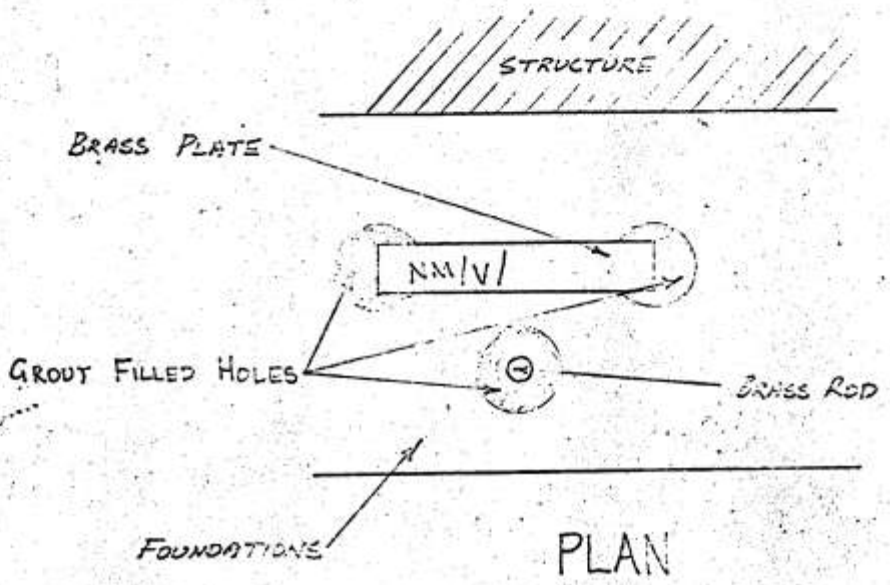 STRUCTURE
BRASS PLATE
NM/V/
GROUT FILLED HOLES
BRASS ROD
FOUNDATIONS
PLAN